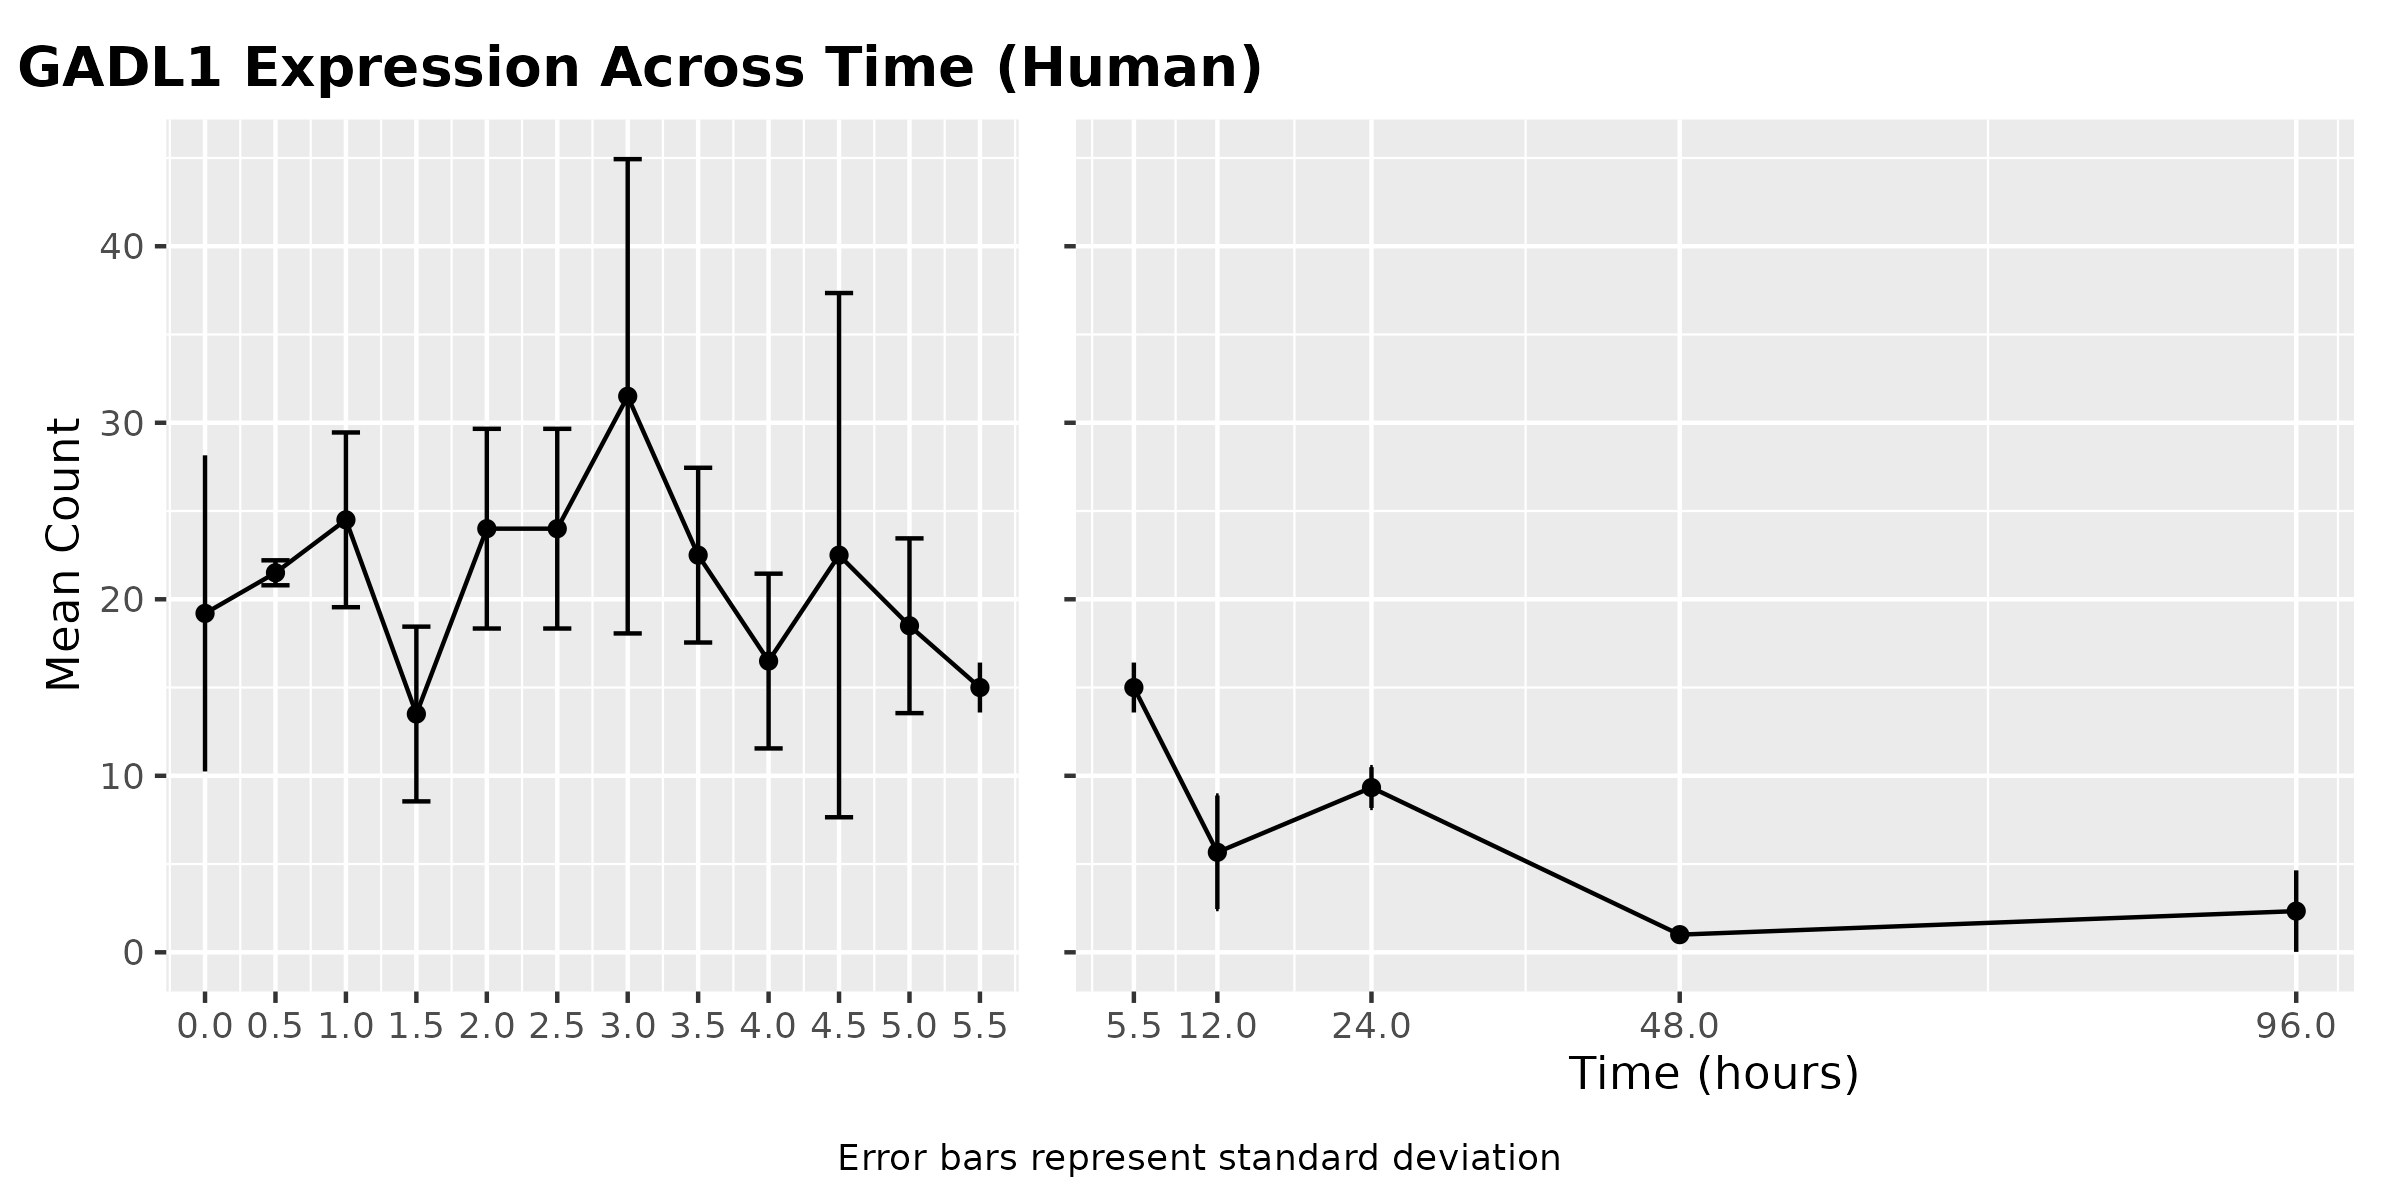 GADL1 Expression Across Time (Human)
Mean Count
40
30
20
10
0
0.0 0.5 1.0 1.5 2.0 2.5 3.0 3.5 4.0 4.5 5.0 5.5
5.5 12.0 24.0 48.0 96.0
Time (hours)
Error bars represent standard deviation